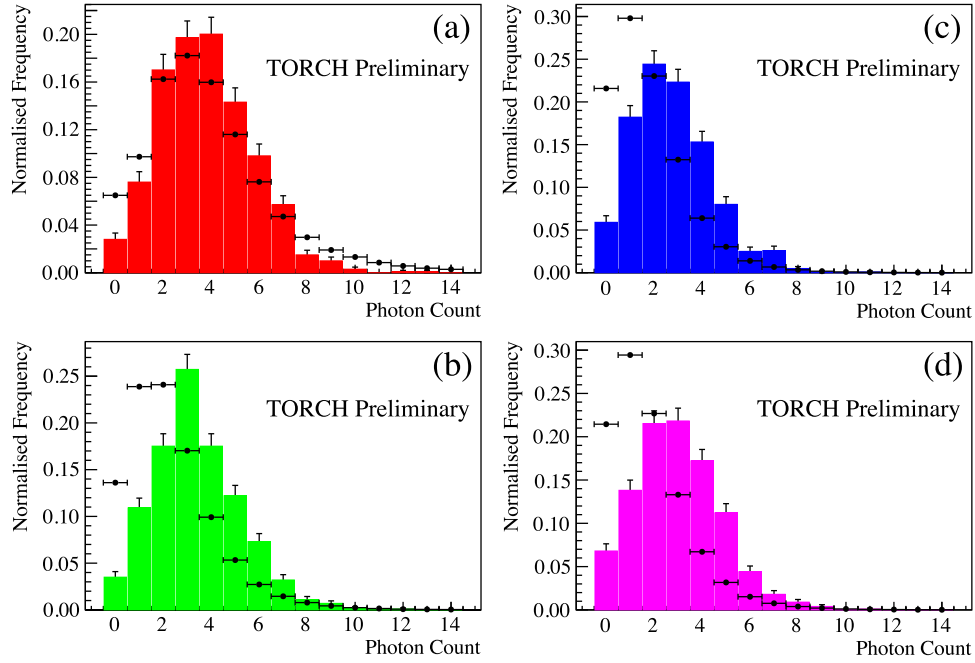 (a)
TORCH Preliminary
Normalised Frequency
0.20
0.16
0.12
0.08
0.04
0.00
0 2 4 6 8 10 12 14
Photon Count
(c)
TORCH Preliminary
Normalised Frequency
0.30
0.25
0.20
0.15
0.10
0.05
0.00
0 2 4 6 8 10 12 14
Photon Count
(b)
TORCH Preliminary
Normalised Frequency
0.25
0.20
0.15
0.10
0.05
0.00
0 2 4 6 8 10 12 14
Photon Count
(d)
TORCH Preliminary
Normalised Frequency
0.30
0.25
0.20
0.15
0.10
0.05
0.00
0 2 4 6 8 10 12 14
Photon Count